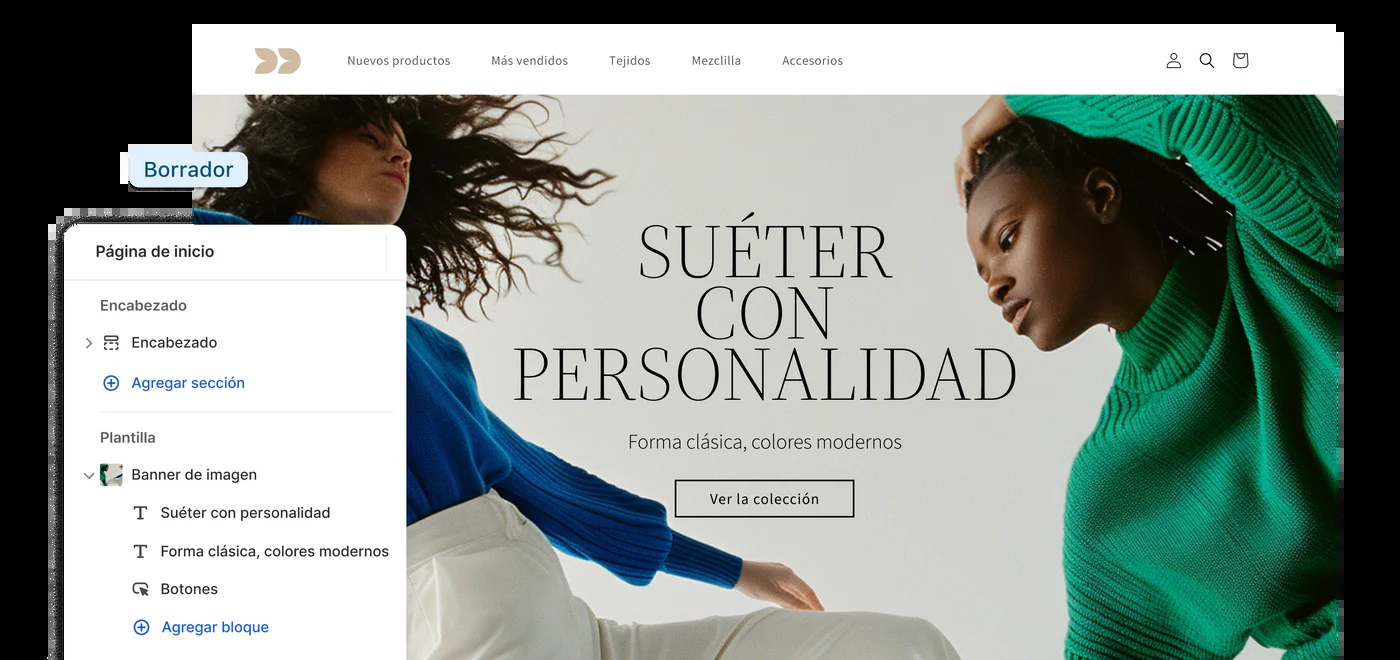 Nuevos productos Más vendidos Tejidos Mezclilla Accesorios
Borrador
Página de inicio
Encabezado
Encabezado
Agregar sección
Plantilla
Banner de imagen
Suéter con personalidad
Forma clásica, colores modernos
Botones
Agregar bloque
SUÉTER
CON
PERSONALIDAD
Forma clásica, colores modernos
Ver la colección